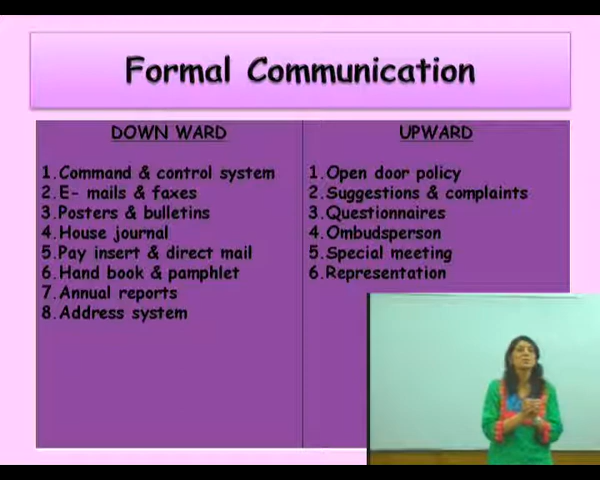 Formal Communication
DOWN WARD
1.Command & control system
2.E- mails & faxes
3.Posters & bulletins
4.House journal
5.Pay insert & direct mail
6.Hand book & pamphlet
7.Annual reports
8.Address system
UPWARD
1.Open door policy
2.Suggestions & complaints
3.Questionnaires
4.Ombudsperson
5.Special meeting
6.Representation